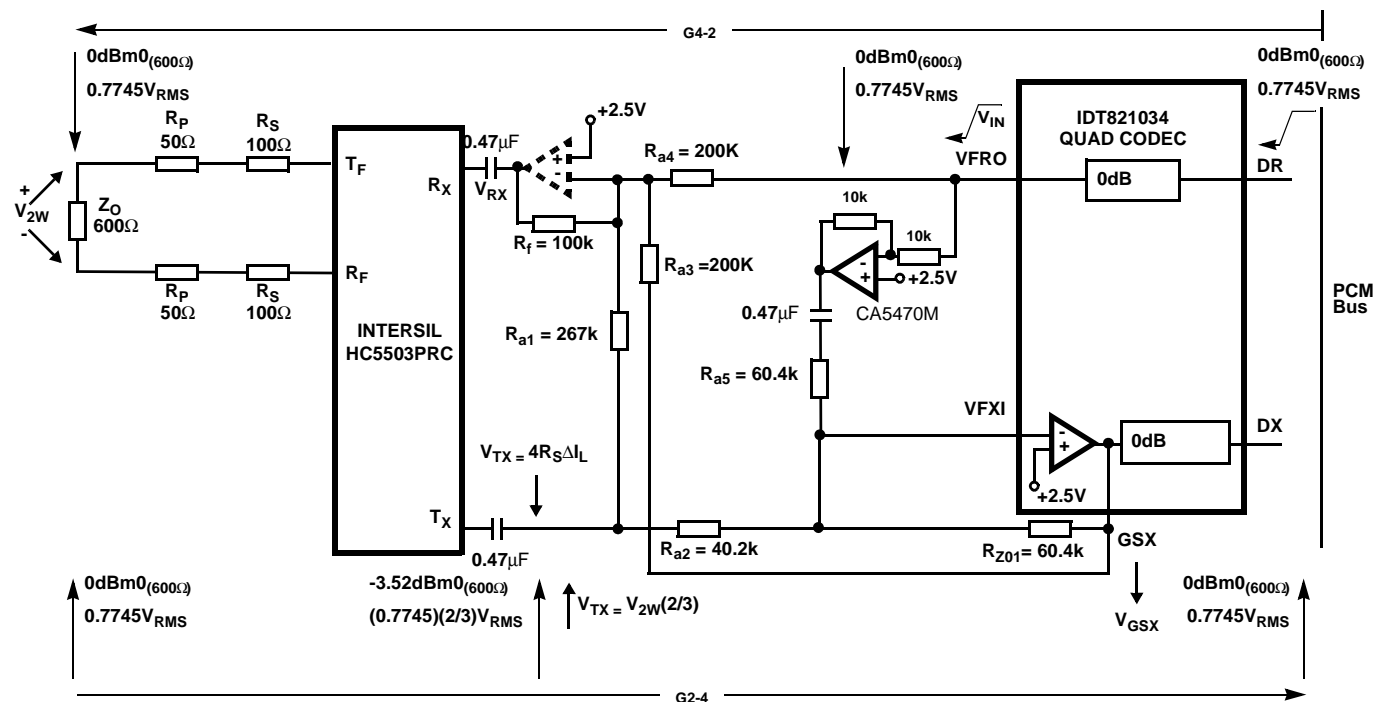 G4-2
0dBm0(600Ω)
0.7745VRMS
0dBm0(600Ω)
0.7745VRMS
0dBm0(600Ω)
0.7745VRMS
RP
50Ω
RS
100Ω
+
V2W
-
ZO
600Ω
RP
50Ω
RS
100Ω
TF
RX
RF
INTERSIL
HC5503PRC
TX
0.47μF
VRX
+2.5V
+
-
Rf = 100k
Ra4 = 200K
Ra3 =200K
Ra1 = 267k
VIN
VFRO
IDT821034
QUAD CODEC
0dB
DR
10k
10k
-
+
+2.5V
CA5470M
0.47μF
Ra5 = 60.4k
PCM
Bus
VFXI
-
+
+2.5V
0dB
DX
VTX = 4RSΔIL
0.47μF
Ra2 = 40.2k
RZ01= 60.4k
GSX
VGSX
0dBm0(600Ω)
0.7745VRMS
-3.52dBm0(600Ω)
(0.7745)(2/3)VRMS
VTX = V2W(2/3)
0dBm0(600Ω)
0.7745VRMS
G2-4